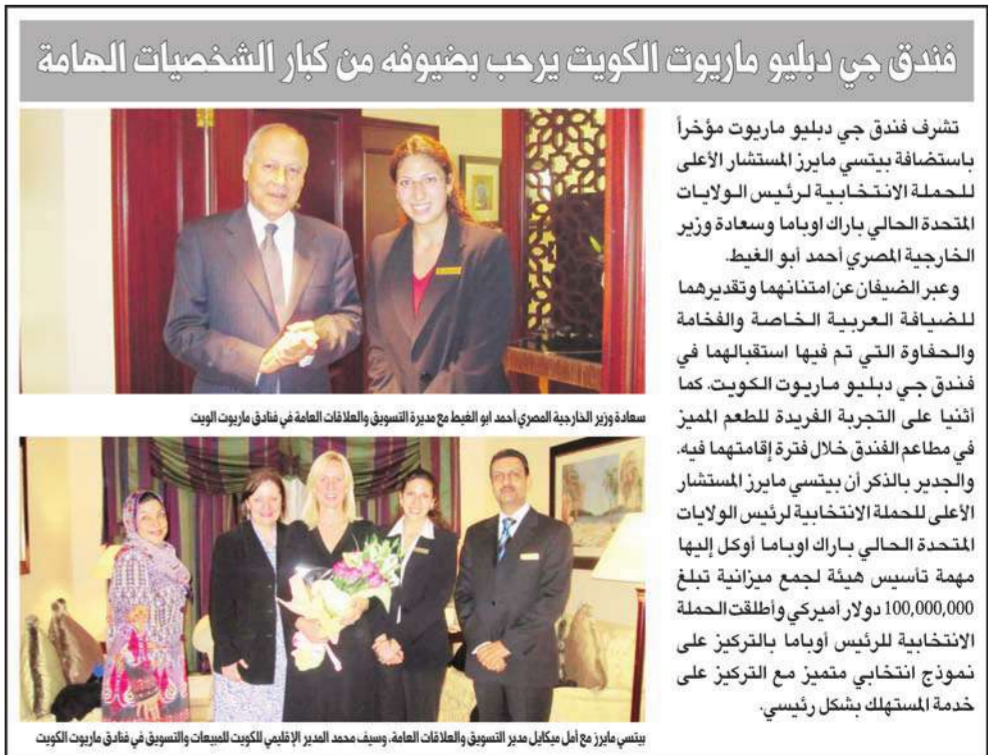 فندق جي دبليو ماريوت الكويت يرحب بضيوفه من كبار الشخصيات الهامة
تشرف فندق جي دبليو ماريوت مؤخراً
باستضافة بيتسي مايرز المستشار الأعلى
للحملة الانتخابية لرئيس الولايات
المتحدة الحالي باراك اوباما وسعادة وزير
الخارجية المصري أحمد أبو الغيط.
وعبر الضيفان عن امتنانهما وتقديرهما
للضيافة العربية الخاصة والفخامة
والحفاوة التي تم فيها استقبالهما في
فندق جي دبليو ماريوت الكويت. كما
أثنيا على التجربة الفريدة للطعم المميز
في مطاعم الفندق خلال فترة إقامتهما فيه.
والجدير بالذكر أن بيتسي مايرز المستشار
الأعلى للحملة الانتخابية لرئيس الولايات
المتحدة الحالي باراك اوباما أوكل إليها
مهمة تأسيس هيئة لجمع ميزانية تبلغ
100,000,000 دولار أميركي وأطلقت الحملة
الانتخابية للرئيس أوباما بالتركيز على
نموذج انتخابي متميز مع التركيز على
خدمة المستهلك بشكل رئيسي.
سعادة وزير الخارجية المصري أحمد ابو الغيط مع مديرة التسويق والعلاقات العامة في فنادق ماريوت الويت
بيتسي مايرز مع أمل ميكايل مدير التسويق والعلاقات العامة، وسيف محمد المدير الإقليمي للكويت للمبيعات والتسويق في فنادق ماريوت الكويت